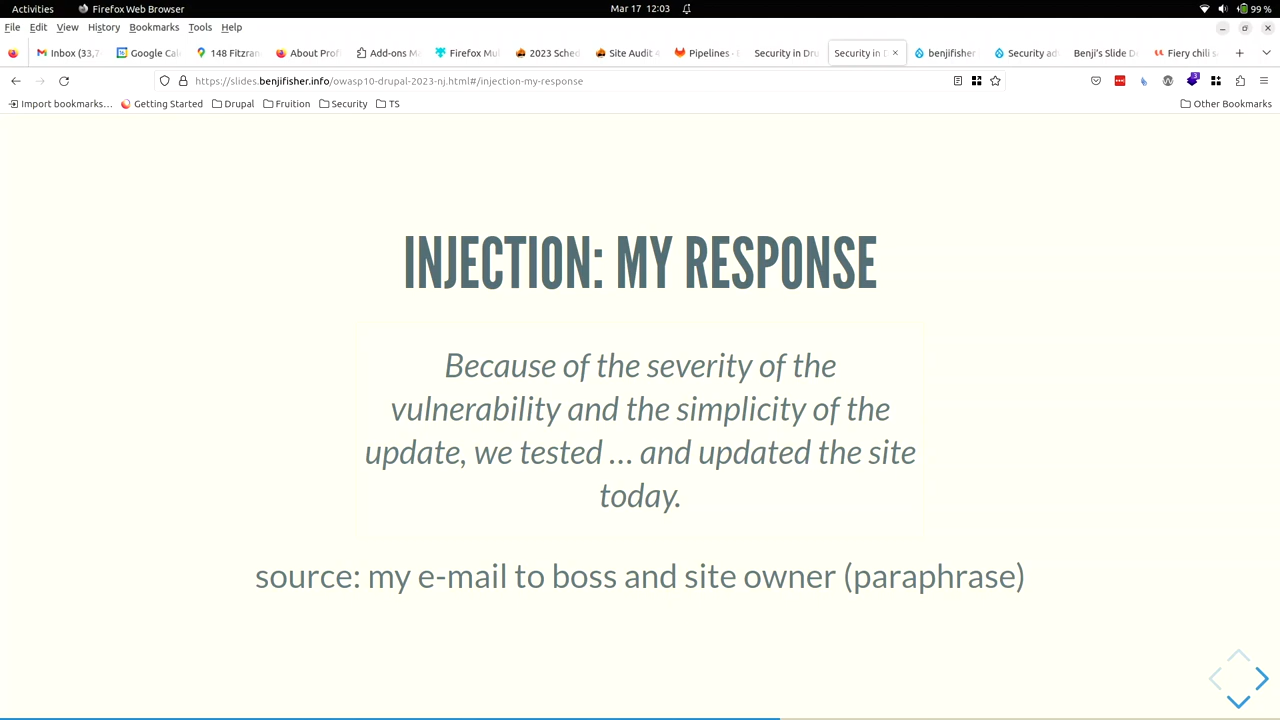 Activities Firefox Web Browser Mar 17 12:03 99 %
File Edit View History Bookmarks Tools Help
Inbox (33,7 Google Cal 148 Fitzran About Prof Add-ons M Firefox Mul 2023 Sched Site Audit Pipelines - Security in Dru Security in D benjifisher Security ad Benji's Slide D Fiery chili s
https://slides.benjifisher.info/owasp10-drupal-2023-nj.html#/injection-my-response
Import bookmarks... Getting Started Drupal Fruition Security TS Other Bookmarks
INJECTION: MY RESPONSE
Because of the severity of the
vulnerability and the simplicity of the
update, we tested … and updated the site
today.
source: my e-mail to boss and site owner (paraphrase)